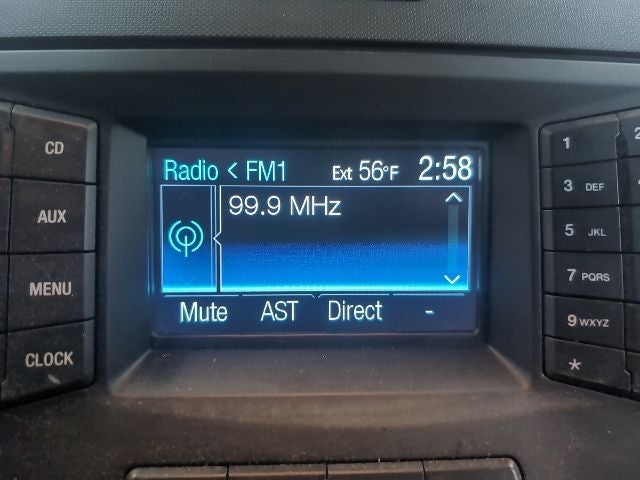 CD
AUX
MENU
CLOCK
Radio < FM1 Ext 56°F 2:58
99.9 MHz
Mute AST Direct -
1
2
3 DEF
5 JKL
7 PQRS
9 WXYZ
*